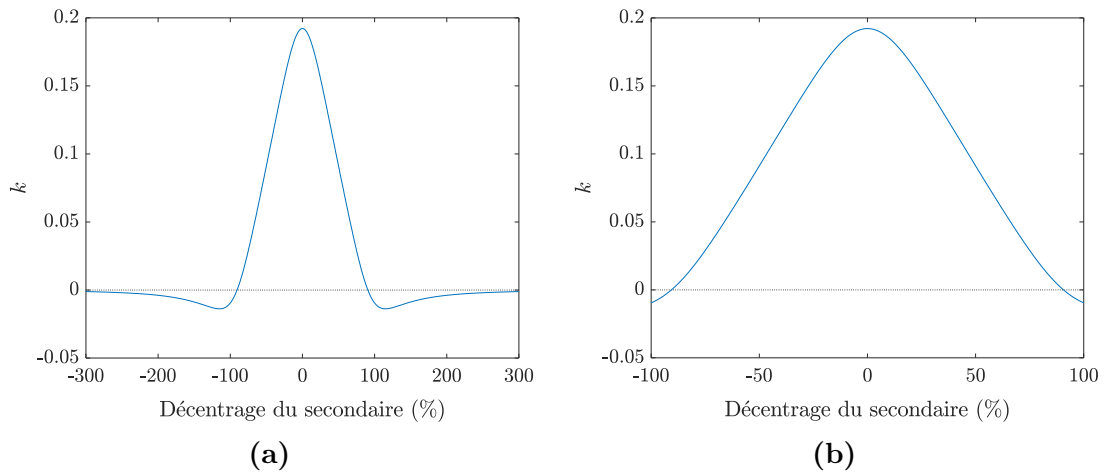 0.2
0.15
0.1
0.05
0
-0.05
k
-300 -200 -100 0 100 200 300
Décentrage du secondaire (%)
(a)
0.2
0.15
0.1
0.05
0
-0.05
k
-100 -50 0 50 100
Décentrage du secondaire (%)
(b)